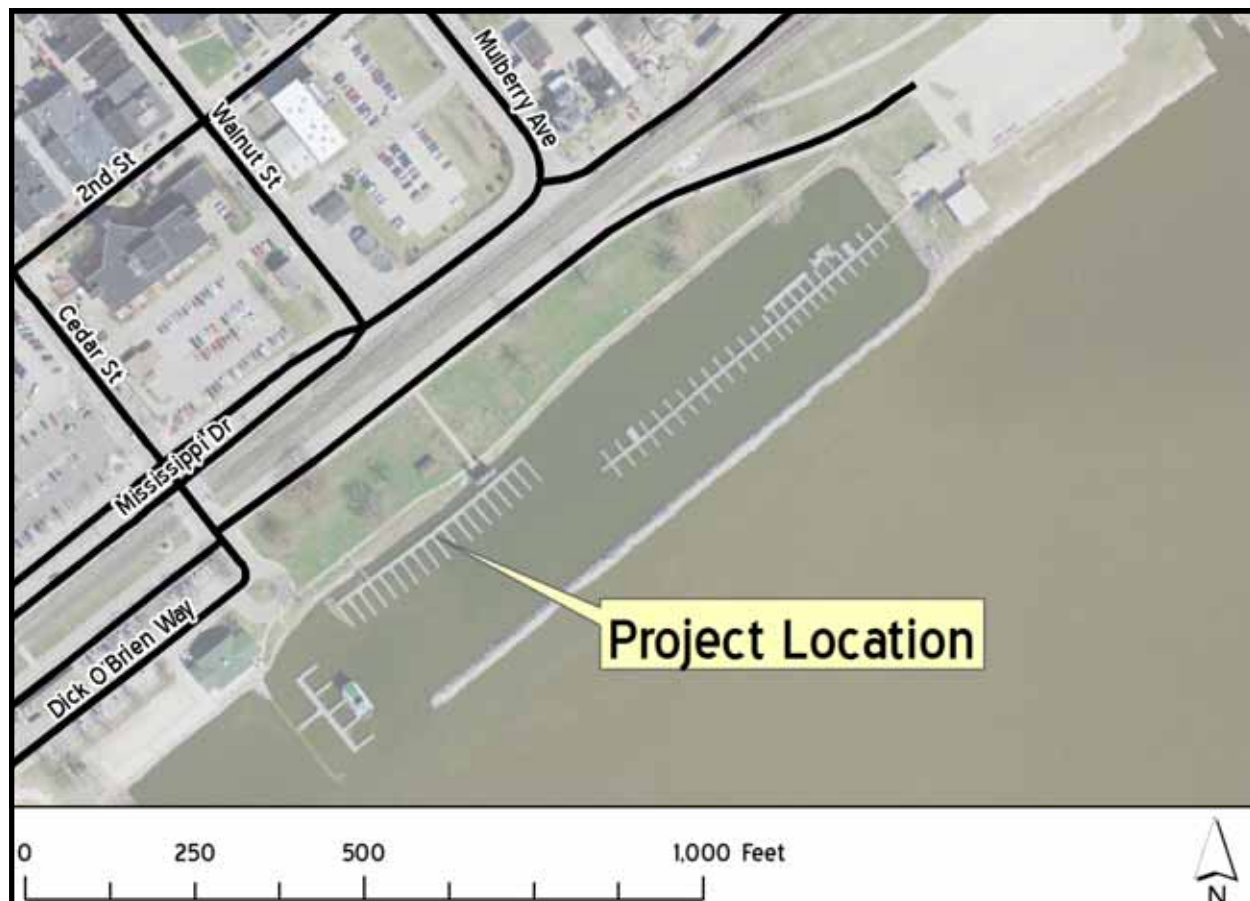 Mulberry Ave
Walnut St
2nd St
Cedar St
Mississippi Dr
Dick O'Brien Way
Project Location
0 250 500 1,000 Feet
N